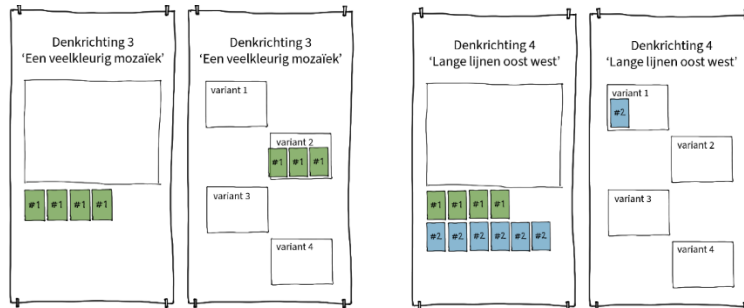 Denkrichting 3
‘Een veelkleurig mozaïek’
#1 #1 #1 #1
Denkrichting 3
‘Een veelkleurig mozaïek’
variant 1
variant 2
#1 #1 #1
variant 3
variant 4
Denkrichting 4
‘Lange lijnen oost west’
#1 #1 #1 #1
#2 #2 #2 #2 #2 #2
Denkrichting 4
‘Lange lijnen oost west’
variant 1
#2
variant 2
variant 3
variant 4